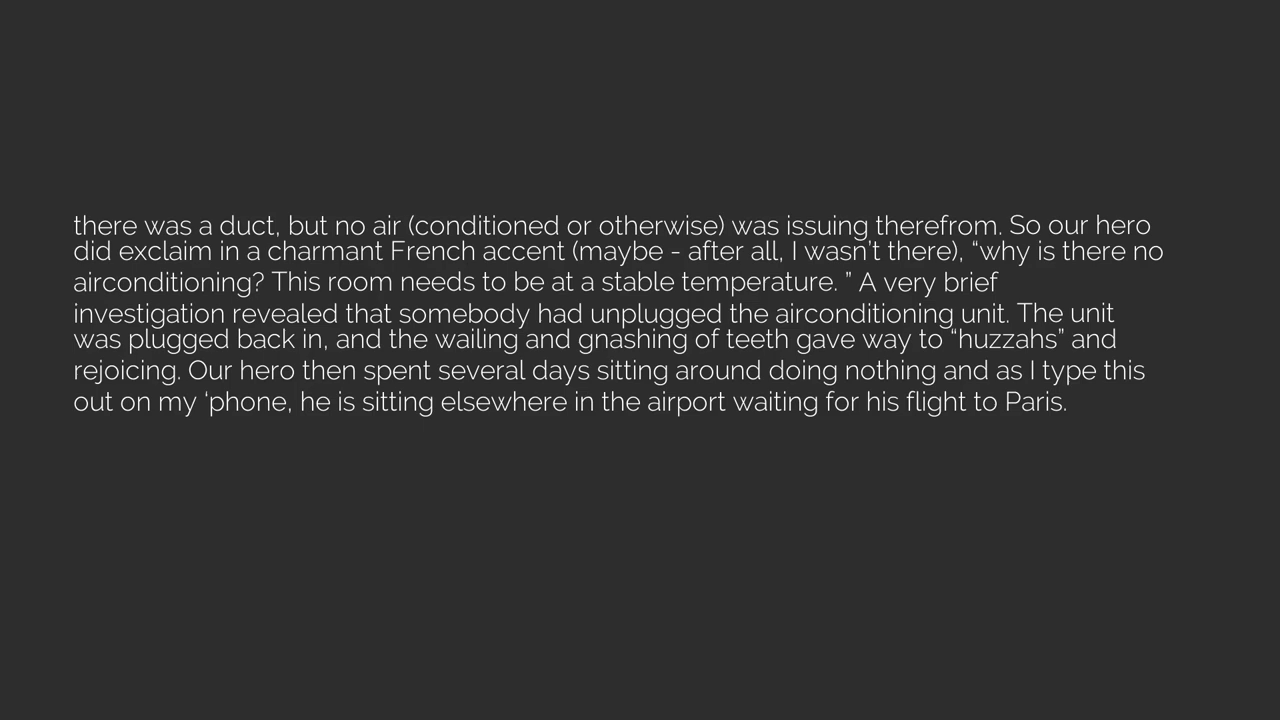 there was a duct, but no air (conditioned or otherwise) was issuing therefrom. So our hero
did exclaim in a charmant French accent (maybe - after all, I wasn’t there), “why is there no
airconditioning? This room needs to be at a stable temperature. ” A very brief
investigation revealed that somebody had unplugged the airconditioning unit. The unit
was plugged back in, and the wailing and gnashing of teeth gave way to “huzzahs” and
rejoicing. Our hero then spent several days sitting around doing nothing and as I type this
out on my ‘phone, he is sitting elsewhere in the airport waiting for his flight to Paris.